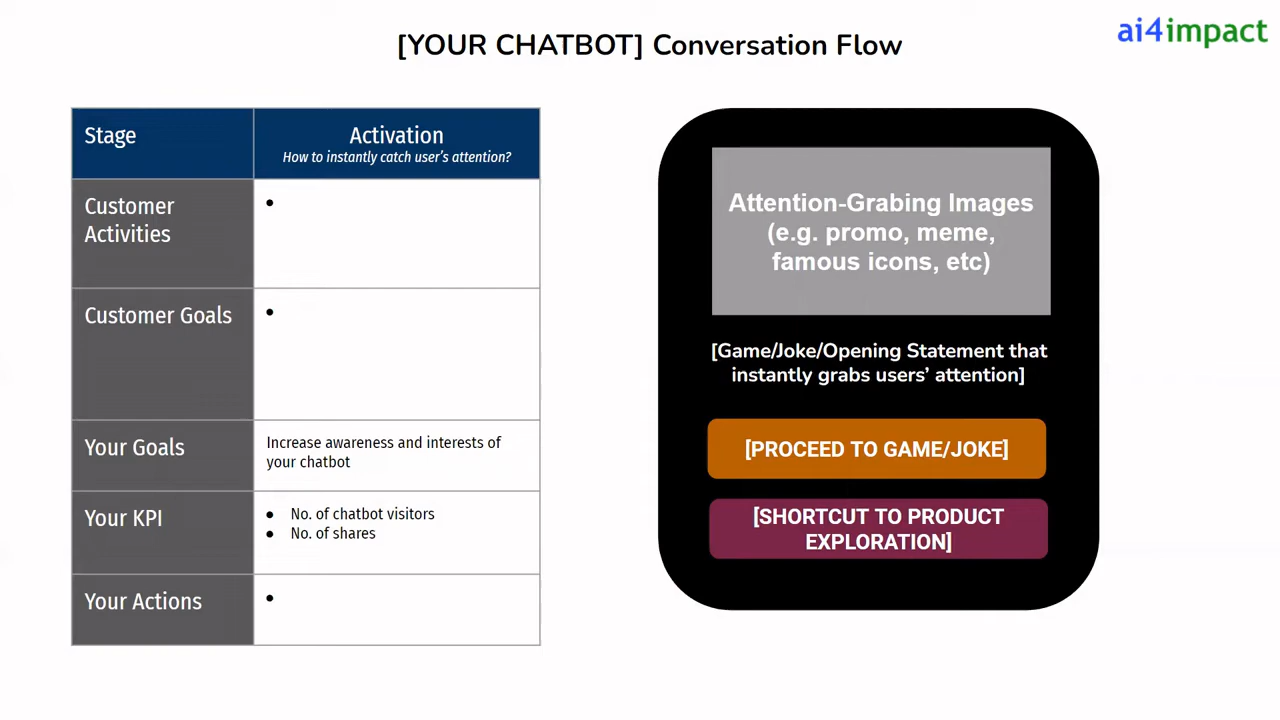 [YOUR CHATBOT] Conversation Flow
ai4impact
Stage
Activation
How to instantly catch user's attention?
Customer
Activities
•
Customer Goals
•
Your Goals
Increase awareness and interests of
your chatbot
Your KPI
• No. of chatbot visitors
• No. of shares
Your Actions
•
Attention-Grabing Images
(e.g. promo, meme,
famous icons, etc)
[Game/Joke/Opening Statement that
instantly grabs users’ attention]
[PROCEED TO GAME/JOKE]
[SHORTCUT TO PRODUCT
EXPLORATION]